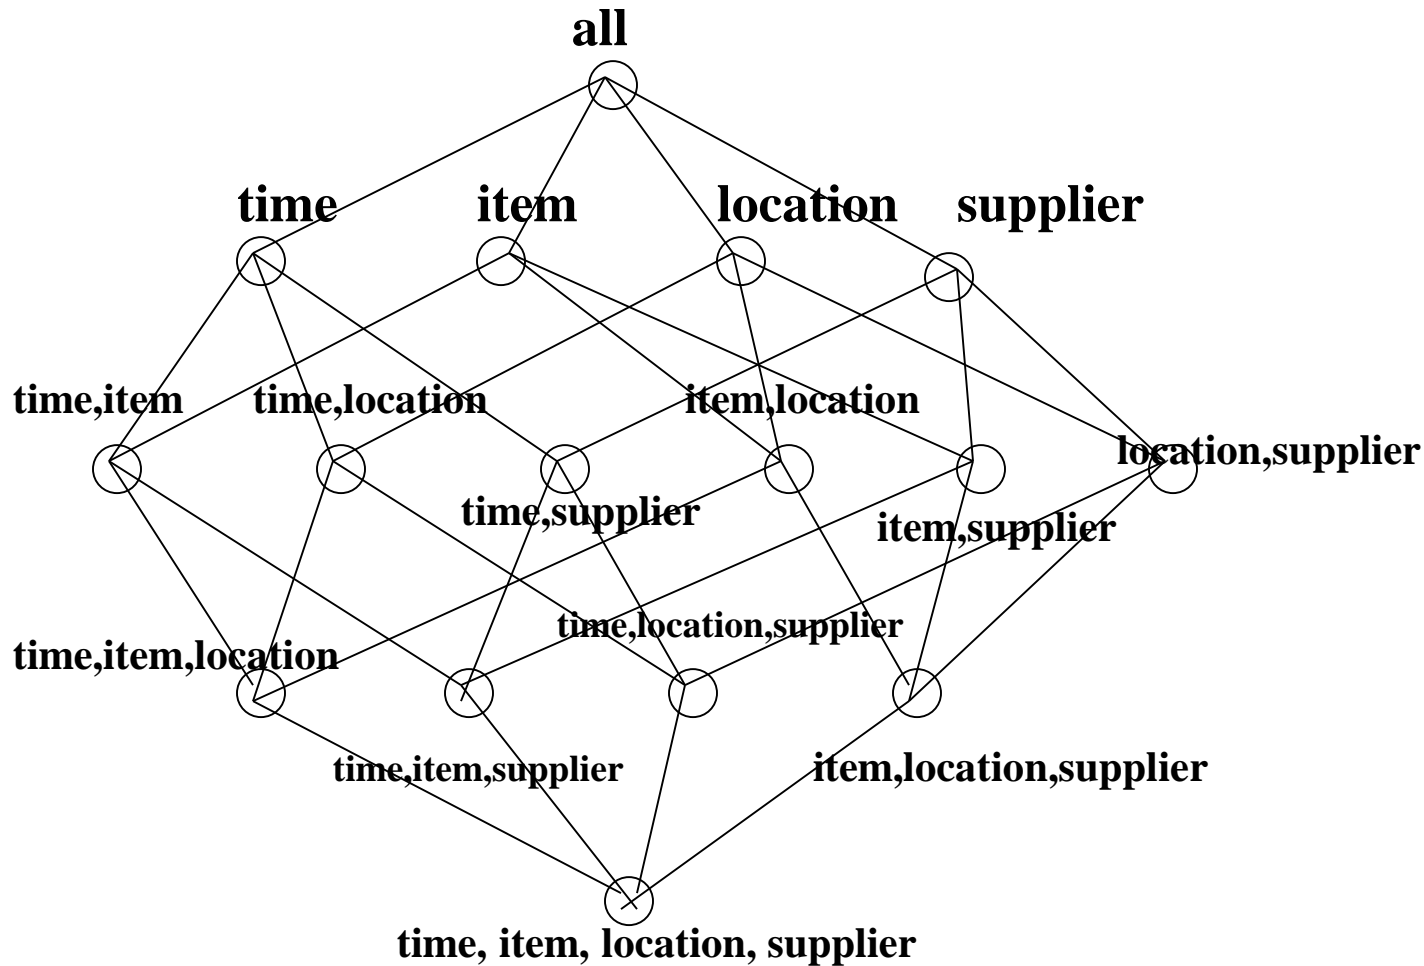 all
time
item
location
supplier
time,item
time,location
item,location
location,supplier
time,supplier
item,supplier
time,location,supplier
time,item,location
time,item,supplier
item,location,supplier
time, item, location, supplier